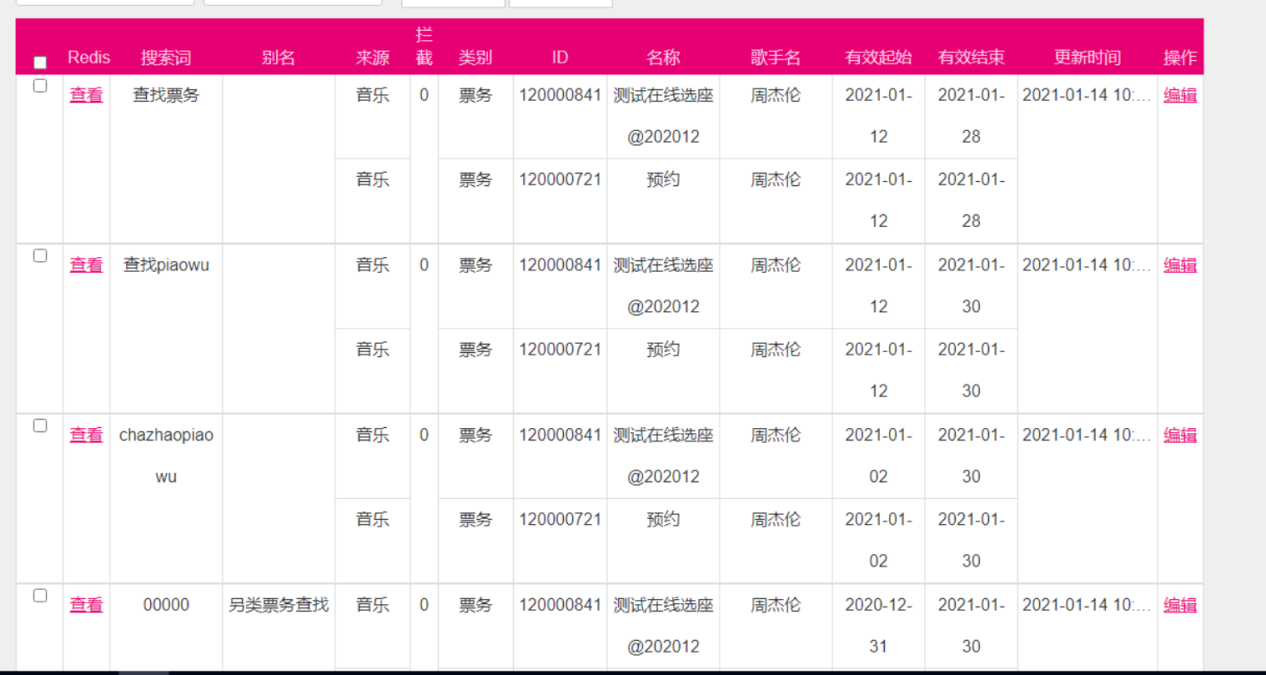 Redis 搜索词 别名 来源 拦截 类别 ID 名称 歌手名 有效起始 有效结束 更新时间 操作
查看 查找票务 音乐 0 票务 120000841 测试在线选座 周杰伦 2021-01- 2021-01- 2021-01-14 10:... 编辑
@202012 12 28
音乐 票务 120000721 预约 周杰伦 2021-01- 2021-01-
12 28
查看 查找piaowu 音乐 0 票务 120000841 测试在线选座 周杰伦 2021-01- 2021-01- 2021-01-14 10:... 编辑
@202012 12 30
音乐 票务 120000721 预约 周杰伦 2021-01- 2021-01-
12 30
查看 chazhaopiao 音乐 0 票务 120000841 测试在线选座 周杰伦 2021-01- 2021-01- 2021-01-14 10:... 编辑
wu @202012 02 30
音乐 票务 120000721 预约 周杰伦 2021-01- 2021-01-
02 30
查看 00000 另类票务查找 音乐 0 票务 120000841 测试在线选座 周杰伦 2020-12- 2021-01- 2021-01-14 10:... 编辑
@202012 31 30